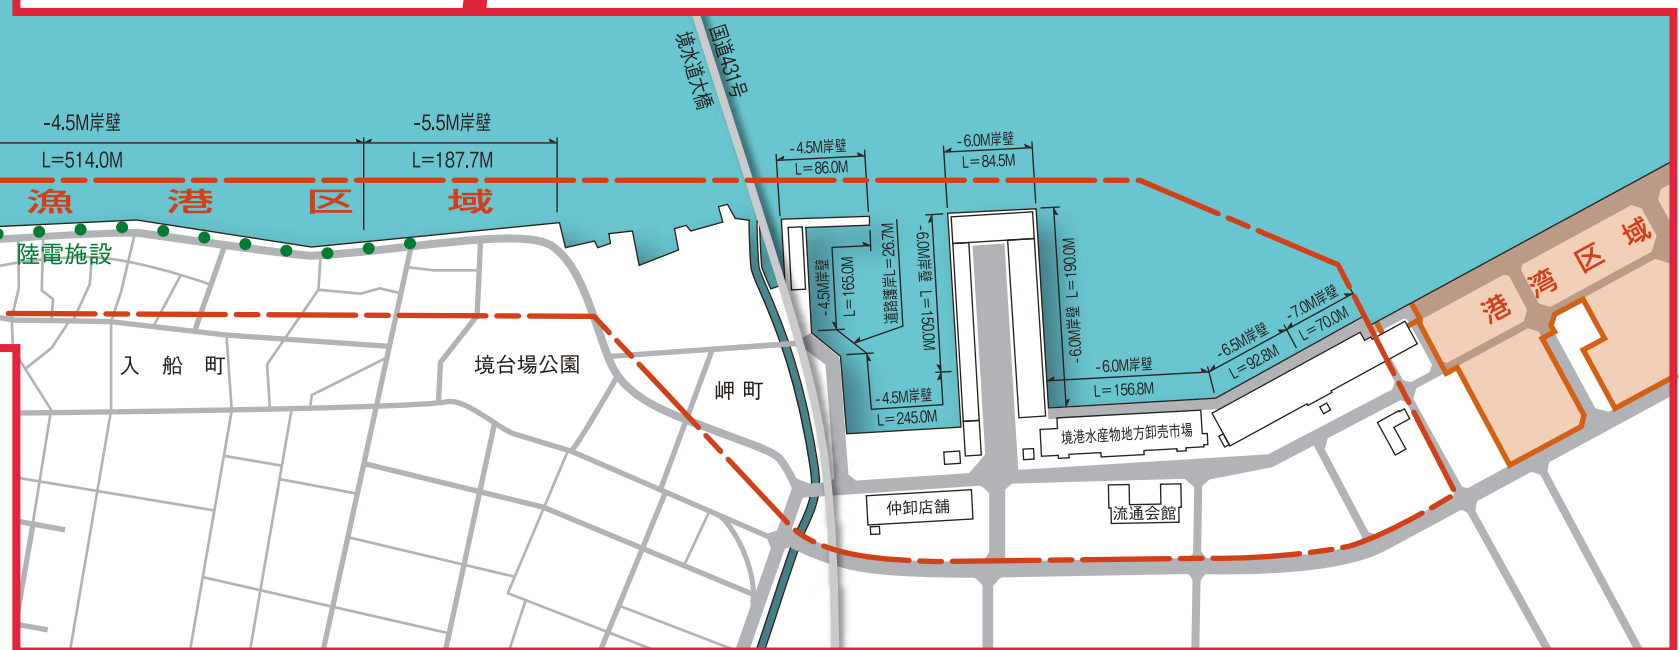 国道431号
境水道大橋
-4.5M岸壁
L=514.0M
-5.5M岸壁
L=187.7M
-4.5M岸壁
L=86.0M
-6.0M岸壁
L=84.5M
漁港区域
陸電施設
-4.5M岸壁
L=165.0M
道路護岸L=26.7M
-6.0M岸壁 L=150.0M
-6.0M岸壁 L=190.0M
-4.5M岸壁
L=245.0M
-6.0M岸壁
L=156.8M
-6.5M岸壁
L=92.8M
-7.0M岸壁
L=70.0M
港湾区域
入船町
境台場公園
岬町
境港水産物地方卸売市場
仲卸店舗
流通会館